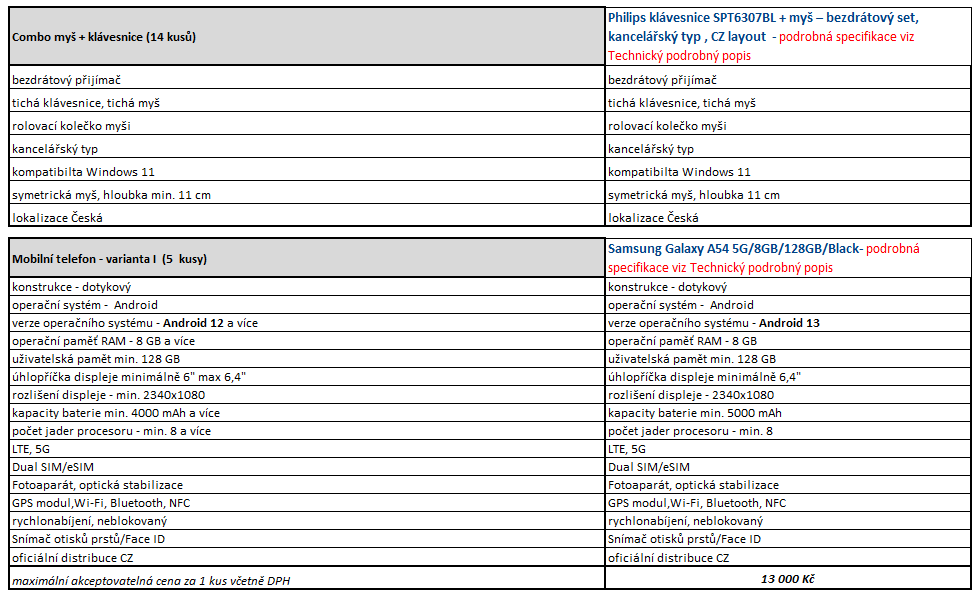 Combo myš + klávesnice (14 kusů)
Philips klávesnice SPT6307BL + myš – bezdrátový set,
kancelářský typ , CZ layout - podrobná specifikace viz
Technický podrobný popis
bezdrátový přijímač
bezdrátový přijímač
tichá klávesnice, tichá myš
tichá klávesnice, tichá myš
rolovací kolečko myši
rolovací kolečko myši
kancelářský typ
kancelářský typ
kompatibilta Windows 11
kompatibilta Windows 11
symetrická myš, hloubka min. 11 cm
symetrická myš, hloubka 11 cm
lokalizace Česká
lokalizace Česká
Mobilní telefon - varianta I (5 kusy)
Samsung Galaxy A54 5G/8GB/128GB/Black- podrobná
specifikace viz Technický podrobný popis
konstrukce - dotykový
konstrukce - dotykový
operační systém - Android
operační systém - Android
verze operačního systému - Android 12 a více
verze operačního systému - Android 13
operační paměť RAM - 8 GB a více
operační paměť RAM - 8 GB
uživatelská pamět min. 128 GB
uživatelská pamět min. 128 GB
úhlopříčka displeje minimálně 6" max 6,4"
úhlopříčka displeje minimálně 6,4"
rozlišení displeje - min. 2340x1080
rozlišení displeje - 2340x1080
kapacity baterie min. 4000 mAh a více
kapacity baterie min. 5000 mAh
počet jader procesoru - min. 8 a více
počet jader procesoru - min. 8
LTE, 5G
LTE, 5G
Dual SIM/eSIM
Dual SIM/eSIM
Fotoaparát, optická stabilizace
Fotoaparát, optická stabilizace
GPS modul,Wi-Fi, Bluetooth, NFC
GPS modul,Wi-Fi, Bluetooth, NFC
rychlonabíjení, neblokovaný
rychlonabíjení, neblokovaný
Snímač otisků prstů/Face ID
Snímač otisků prstů/Face ID
oficiální distribuce CZ
oficiální distribuce CZ
maximální akceptovatelná cena za 1 kus včetně DPH
13 000 Kč